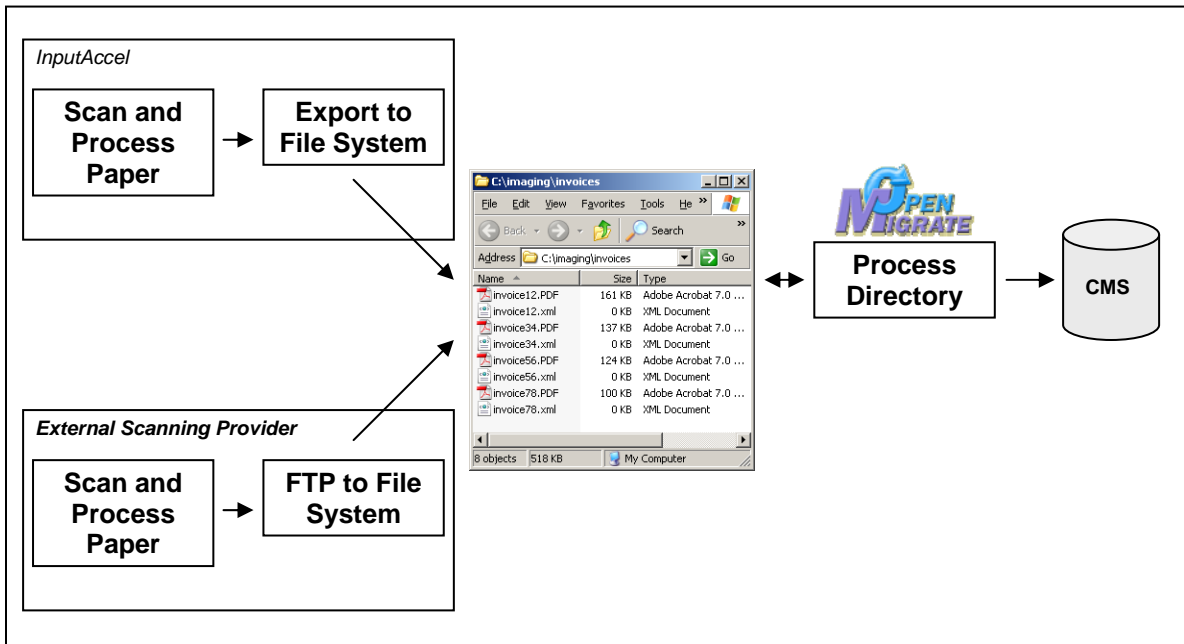 InputAccel
Scan and
Process
Paper
Export to
File System
External Scanning Provider
Scan and
Process
Paper
FTP to File
System
C:\imaging\invoices
File Edit View Favorites Tools He »
Back Search »
Address C:\imaging\invoices Go
Name Size Type
invoice12.PDF 161 KB Adobe Acrobat 7.0 ...
invoice12.xml 0 KB XML Document
invoice34.PDF 137 KB Adobe Acrobat 7.0 ...
invoice34.xml 0 KB XML Document
invoice56.PDF 124 KB Adobe Acrobat 7.0 ...
invoice56.xml 0 KB XML Document
invoice78.PDF 100 KB Adobe Acrobat 7.0 ...
invoice78.xml 0 KB XML Document
8 objects 518 KB My Computer
OPEN
MIGRATE
Process
Directory
CMS